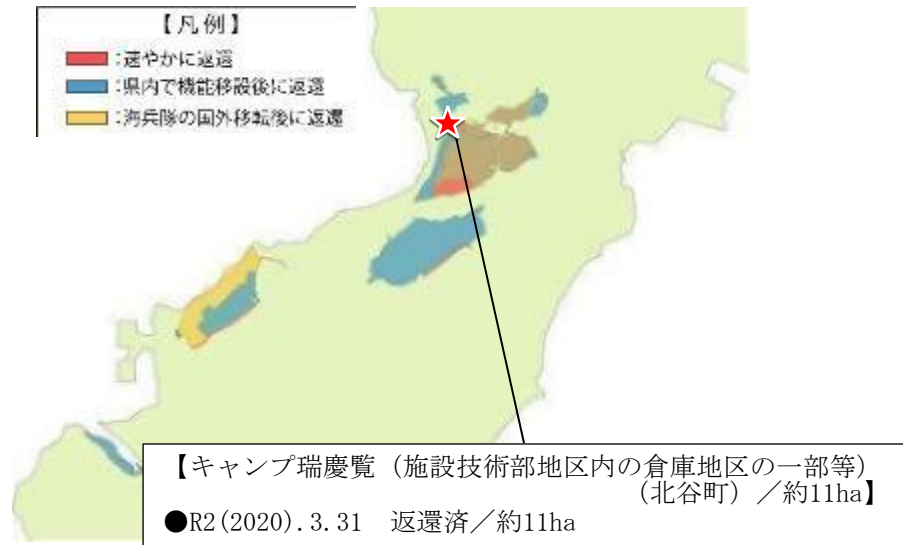 【凡例】
:速やかに返還
:県内で機能移設後に返還
:海兵隊の国外移転後に返還
【キャンプ瑞慶覧（施設技術部地区内の倉庫地区の一部等）
（北谷町）／約11ha】
●R2(2020).3.31　返還済／約11ha